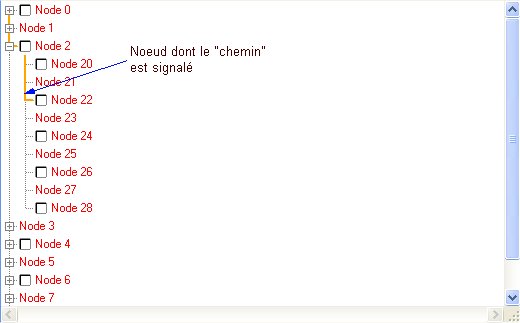 Node 0
Node 1
Node 2
Noeud dont le "chemin"
est signalé
Node 20
Node 21
Node 22
Node 23
Node 24
Node 25
Node 26
Node 27
Node 28
Node 3
Node 4
Node 5
Node 6
Node 7